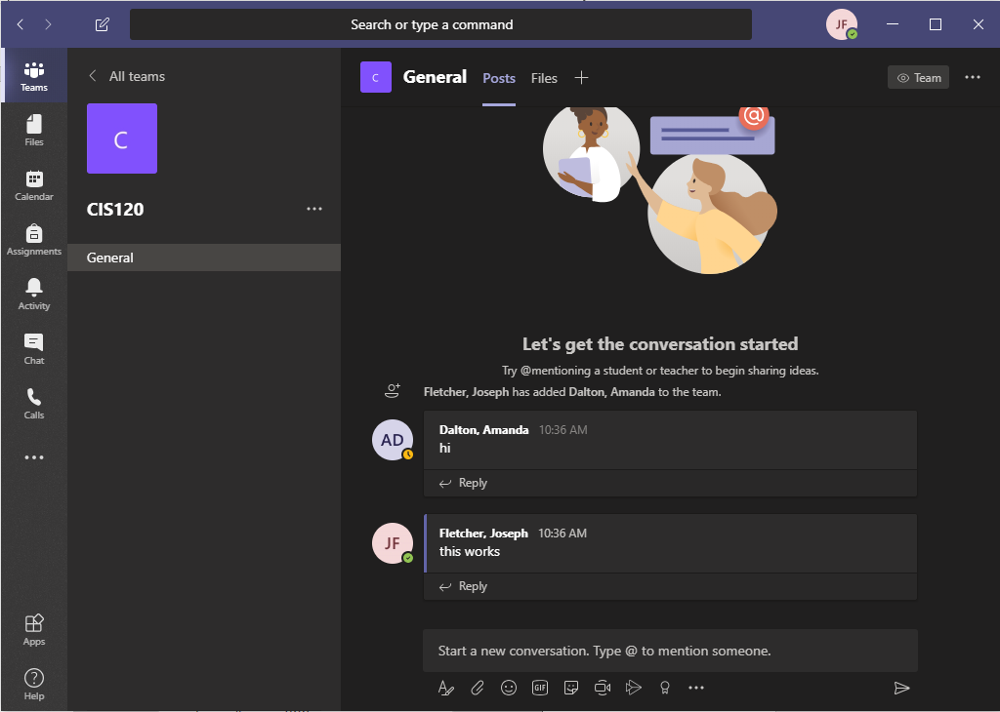 Search or type a command
JF
Teams
Files
Calendar
Assignments
Activity
Chat
Calls
Apps
Help
All teams
C
CIS120
General
C
General
Posts
Files
Team
@
Let's get the conversation started
Try @mentioning a student or teacher to begin sharing ideas.
Fletcher, Joseph has added Dalton, Amanda to the team.
AD
Dalton, Amanda 10:36 AM
hi
Reply
JF
Fletcher, Joseph 10:36 AM
this works
Reply
Start a new conversation. Type @ to mention someone.
GIF